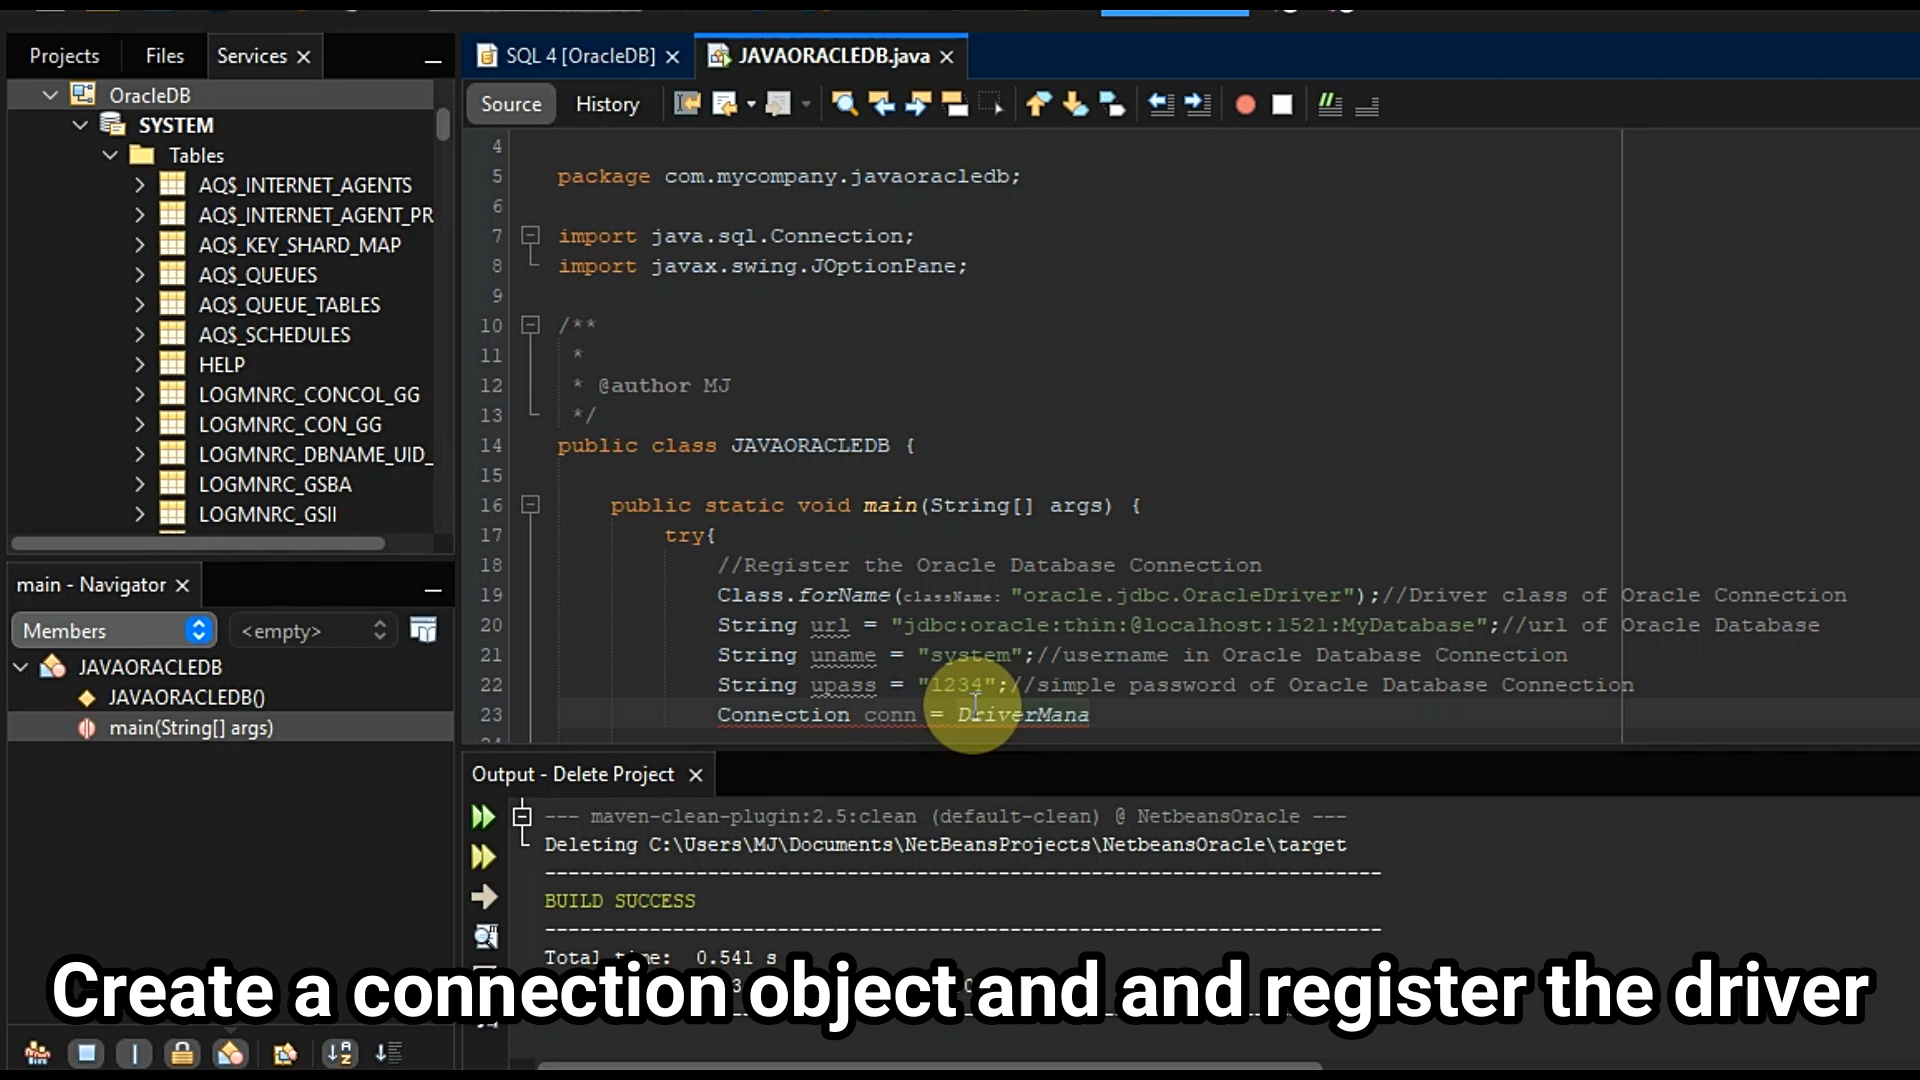 Projects
Files
Services
OracleDB
SYSTEM
Tables
AQ$_INTERNET_AGENTS
AQ$_INTERNET_AGENT_PR
AQ$_KEY_SHARD_MAP
AQ$_QUEUES
AQ$_QUEUE_TABLES
AQ$_SCHEDULES
HELP
LOGMNRC_CONCOL_GG
LOGMNRC_CON_GG
LOGMNRC_DBNAME_UID_
LOGMNRC_GSBA
LOGMNRC_GSII
main - Navigator
Members
<empty>
JAVAORACLEDB
JAVAORACLEDB()
main(String[] args)
SQL 4 [OracleDB]
JAVAORACLEDB.java
Source
History
4
5 package com.mycompany.javaoracledb;
6
7 import java.sql.Connection;
8 import javax.swing.JOptionPane;
9
10 /**
11 *
12 * @author MJ
13 */
14 public class JAVAORACLEDB {
15
16 public static void main(String[] args) {
17 try{
18 //Register the Oracle Database Connection
19 Class.forName(className: "oracle.jdbc.OracleDriver");//Driver class of Oracle Connection
20 String url = "jdbc:oracle:thin:@localhost:1521:MyDatabase";//url of Oracle Database
21 String uname = "system";//username in Oracle Database Connection
22 String upass = "1234";//simple password of Oracle Database Connection
23 Connection conn = DriverMana
Output - Delete Project
--- maven-clean-plugin:2.5:clean (default-clean) @ NetbeansOracle ---
Deleting C:\Users\MJ\Documents\NetBeansProjects\NetbeansOracle\target
BUILD SUCCESS
Total time: 0.541 s
Create a connection object and and register the driver